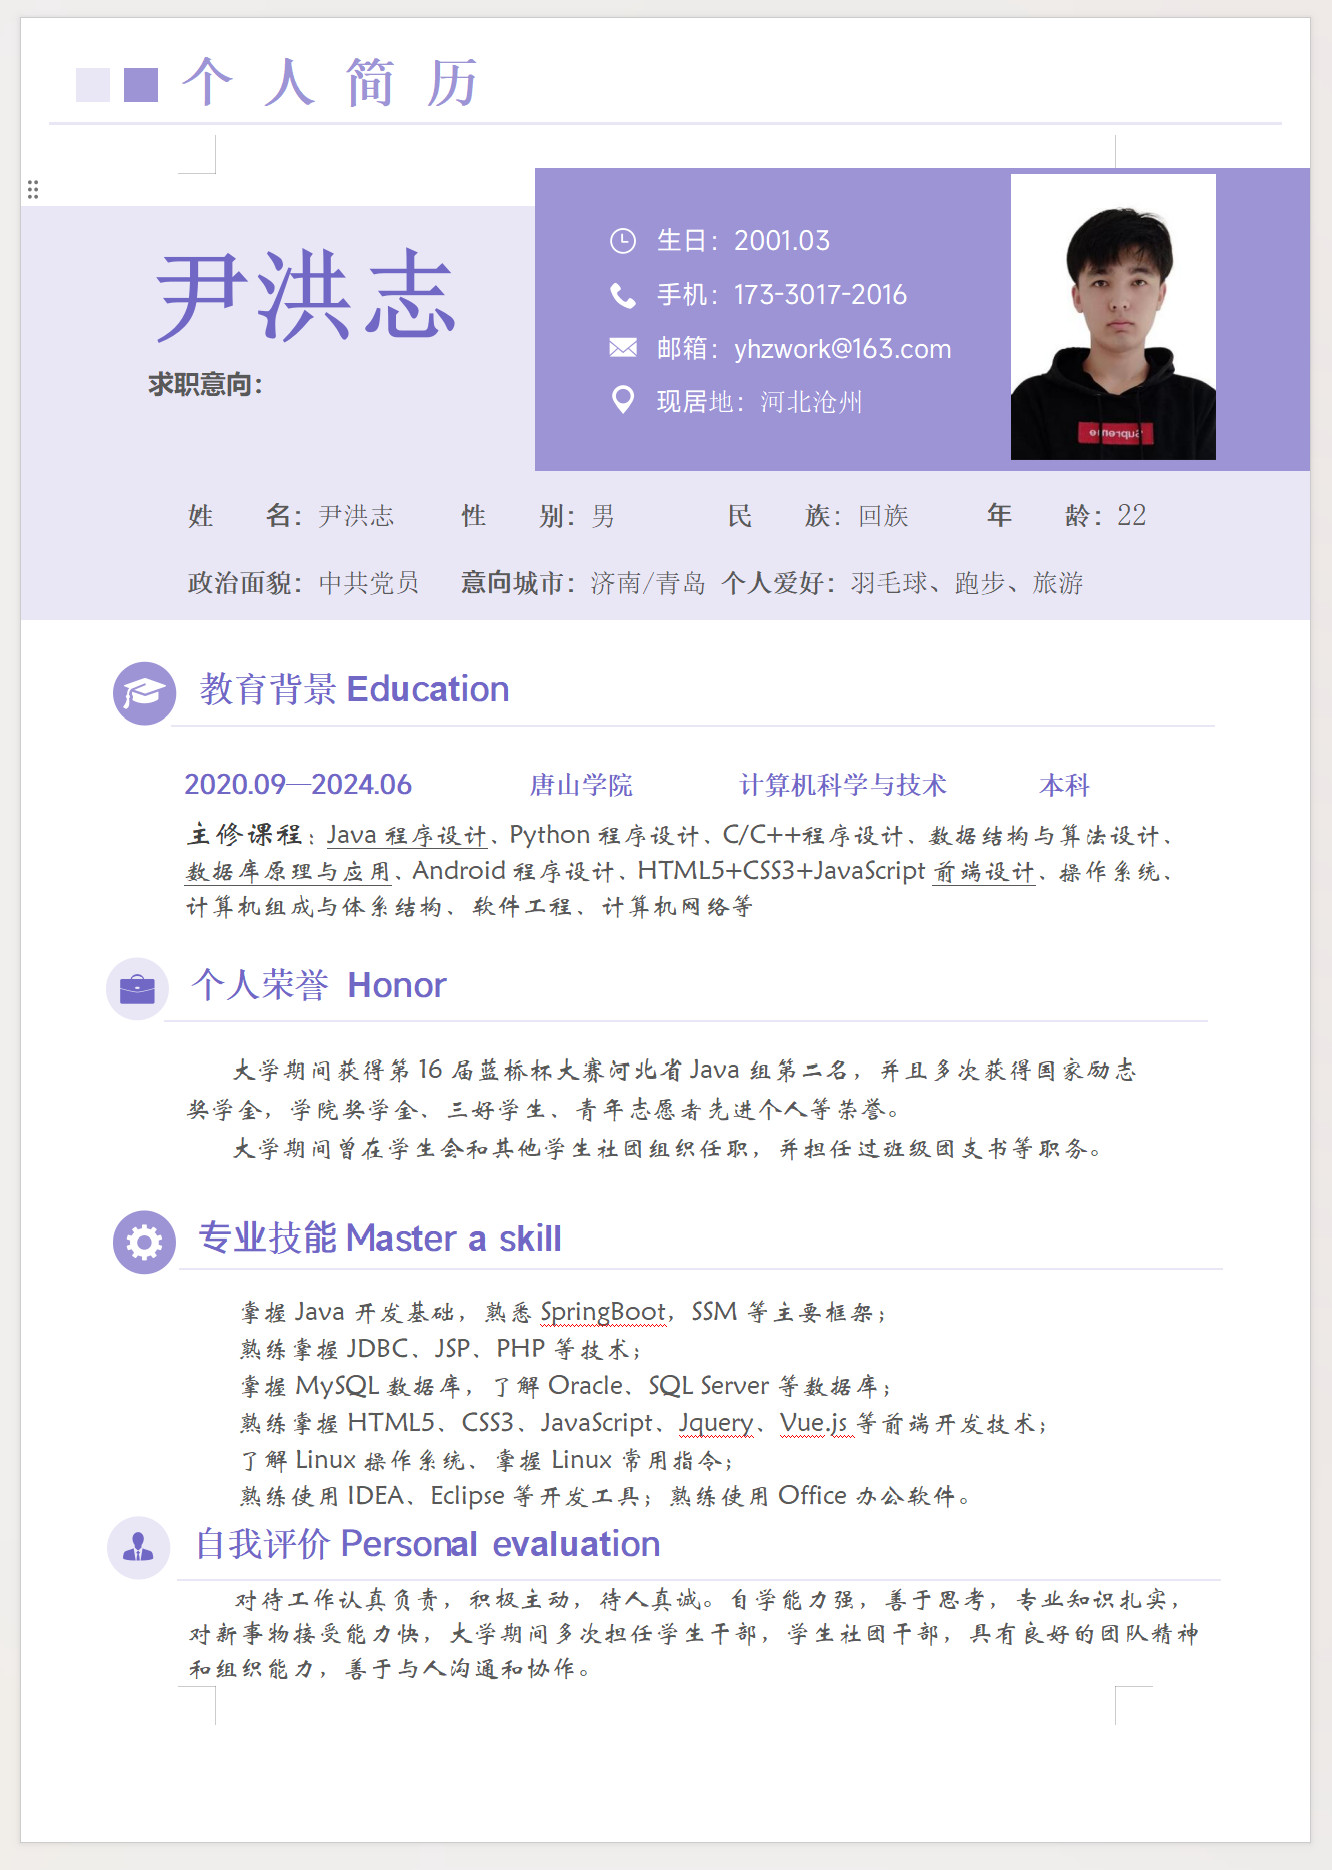 个人简历
尹洪志
求职意向：
生日：2001.03
手机：173-3017-2016
邮箱：yhzwork@163.com
现居地：河北沧州
姓 名：尹洪志 性 别：男 民 族：回族 年 龄：22
政治面貌：中共党员 意向城市：济南/青岛 个人爱好：羽毛球、跑步、旅游
教育背景 Education
2020.09—2024.06 唐山学院 计算机科学与技术 本科
主修课程：Java 程序设计、Python 程序设计、C/C++程序设计、数据结构与算法设计、
数据库原理与应用、Android 程序设计、HTML5+CSS3+JavaScript 前端设计、操作系统、
计算机组成与体系结构、软件工程、计算机网络等
个人荣誉 Honor
大学期间获得第 16 届蓝桥杯大赛河北省 Java 组第二名，并且多次获得国家励志
奖学金，学院奖学金、三好学生、青年志愿者先进个人等荣誉。
大学期间曾在学生会和其他学生社团组织任职，并担任过班级团支书等职务。
专业技能 Master a skill
掌握 Java 开发基础，熟悉 SpringBoot，SSM 等主要框架；
熟练掌握 JDBC、JSP、PHP 等技术；
掌握 MySQL 数据库，了解 Oracle、SQL Server 等数据库；
熟练掌握 HTML5、CSS3、JavaScript、Jquery、Vue.js 等前端开发技术；
了解 Linux 操作系统、掌握 Linux 常用指令；
熟练使用 IDEA、Eclipse 等开发工具；熟练使用 Office 办公软件。
自我评价 Personal evaluation
对待工作认真负责，积极主动，待人真诚。自学能力强，善于思考，专业知识扎实，
对新事物接受能力快，大学期间多次担任学生干部，学生社团干部，具有良好的团队精神
和组织能力，善于与人沟通和协作。
Supreme